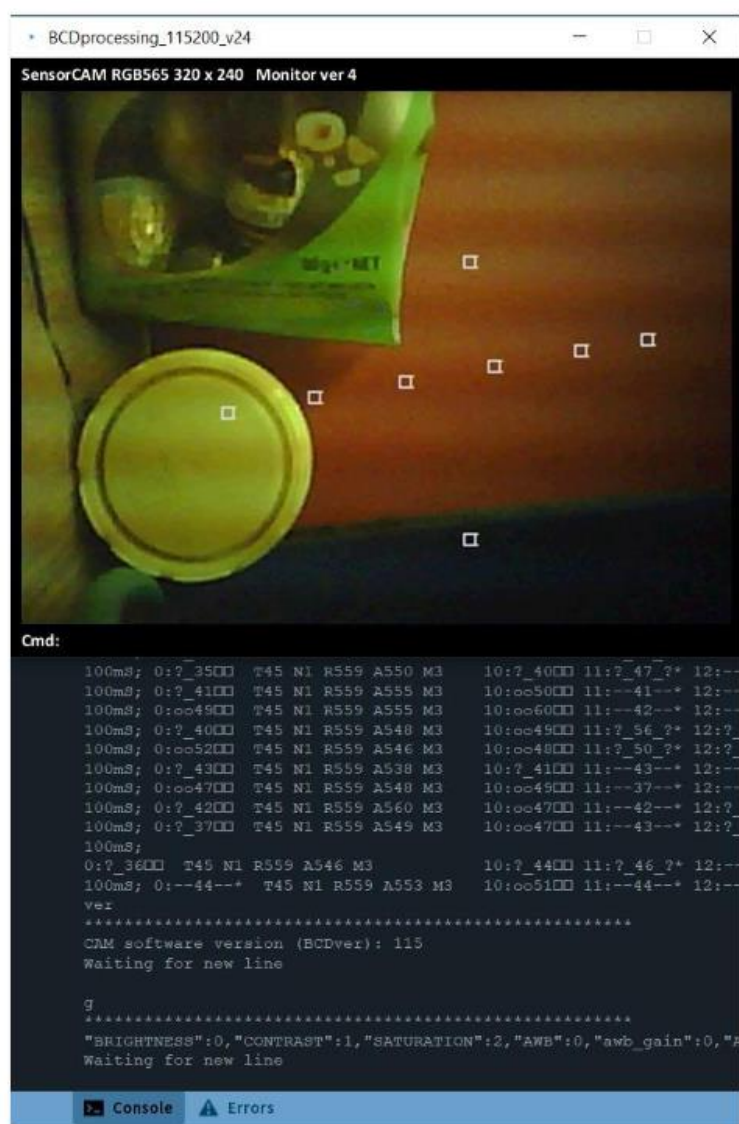 BCDprocessing_115200_v24
SensorCAM RGB565 320 x 240 Monitor ver 4
NET
Cmd:
100mS; 0:?_35□□ T45 N1 R559 A550 M3 10:?_40□□ 11:?_47_?* 12:--
100mS; 0:?_41□□ T45 N1 R559 A555 M3 10:oo50□□ 11:--41--* 12:--
100mS; 0:oo49□□ T45 N1 R559 A555 M3 10:oo60□□ 11:--42--* 12:--
100mS; 0:?_40□□ T45 N1 R559 A548 M3 10:oo49□□ 11:?_56_?* 12:?_
100mS; 0:oo52□□ T45 N1 R559 A546 M3 10:oo48□□ 11:?_50_?* 12:?_
100mS; 0:?_43□□ T45 N1 R559 A538 M3 10:?_41□□ 11:--43--* 12:--
100mS; 0:oo47□□ T45 N1 R559 A548 M3 10:oo49□□ 11:--37--* 12:--
100mS; 0:?_42□□ T45 N1 R559 A560 M3 10:oo47□□ 11:--42--* 12:?_
100mS; 0:?_37□□ T45 N1 R559 A549 M3 10:oo47□□ 11:--43--* 12:?_
100mS;
0:?_36□□ T45 N1 R559 A546 M3 10:?_44□□ 11:?_46_?* 12:--
100mS; 0:--44--* T45 N1 R559 A553 M3 10:oo51□□ 11:--44--* 12:--
ver
*******************************************************
CAM software version (BCDver): 115
Waiting for new line
g
*******************************************************
"BRIGHTNESS":0,"CONTRAST":1,"SATURATION":2,"AWB":0,"awb_gain":0,"A
Waiting for new line
Console
Errors